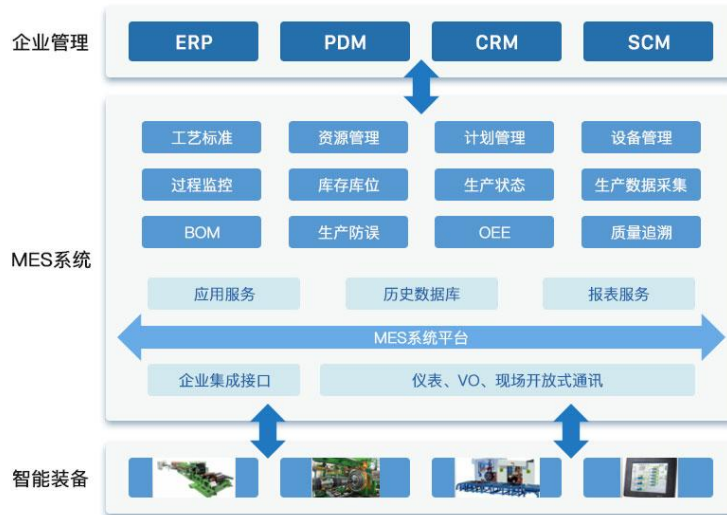 企业管理
ERP PDM CRM SCM
工艺标准 资源管理 计划管理 设备管理
过程监控 库存库位 生产状态 生产数据采集
BOM 生产防误 OEE 质量追溯
MES系统
应用服务 历史数据库 报表服务
MES系统平台
企业集成接口 仪表、VO、现场开放式通讯
智能装备